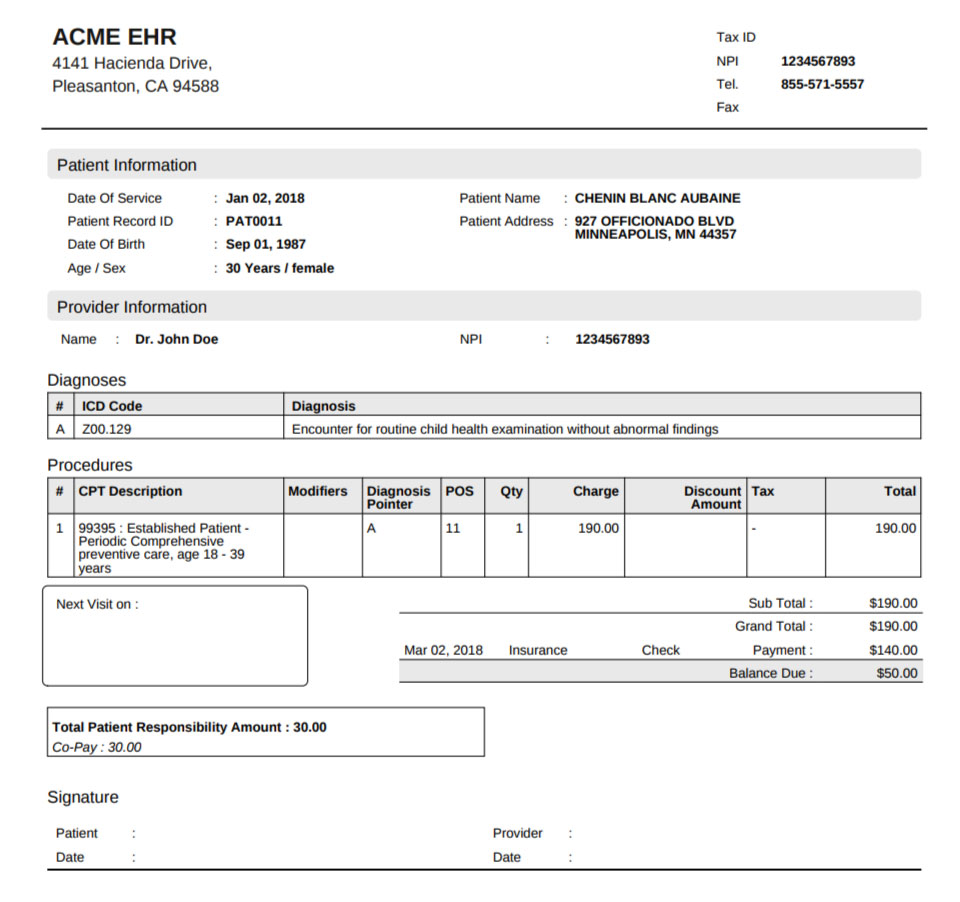 ACME EHR
4141 Hacienda Drive,
Pleasanton, CA 94588
Tax ID
NPI 1234567893
Tel. 855-571-5557
Fax
Patient Information
Date Of Service : Jan 02, 2018
Patient Record ID : PAT0011
Date Of Birth : Sep 01, 1987
Age / Sex : 30 Years / female
Patient Name : CHENIN BLANC AUBAINE
Patient Address : 927 OFFICIONADO BLVD
MINNEAPOLIS, MN 44357
Provider Information
Name : Dr. John Doe NPI : 1234567893
Diagnoses
# ICD Code Diagnosis
A Z00.129 Encounter for routine child health examination without abnormal findings
Procedures
# CPT Description Modifiers Diagnosis Pointer POS Qty Charge Discount Amount Tax Total
1 99395 : Established Patient - A 11 1 190.00 - 190.00
Periodic Comprehensive
preventive care, age 18 - 39
years
Next Visit on :
Sub Total : $190.00
Grand Total : $190.00
Mar 02, 2018 Insurance Check Payment : $140.00
Balance Due : $50.00
Total Patient Responsibility Amount : 30.00
Co-Pay : 30.00
Signature
Patient : Provider :
Date : Date :